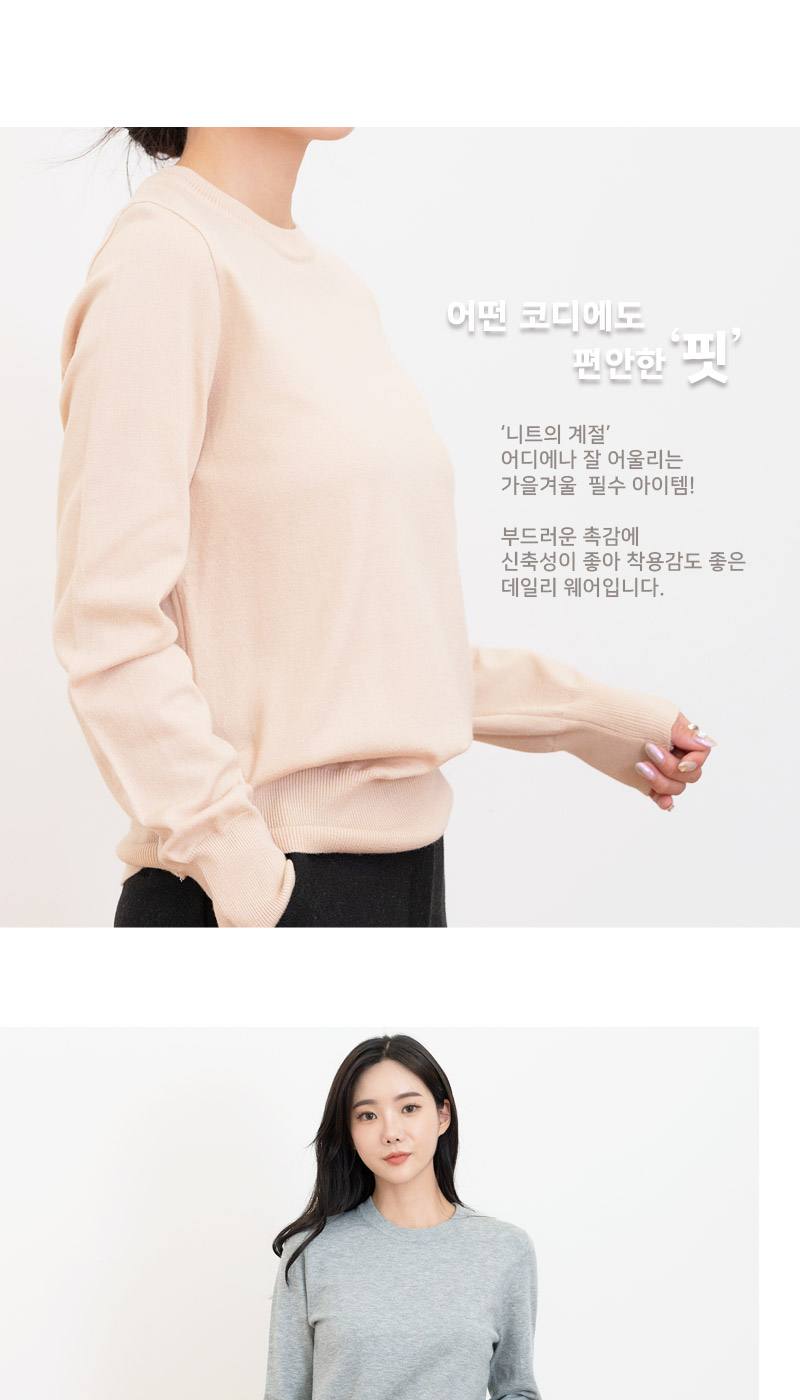 어떤 코디에도
편안한 ‘핏’
‘니트의 계절’
어디에나 잘 어울리는
가을겨울 필수 아이템!
부드러운 촉감에
신축성이 좋아 착용감도 좋은
데일리 웨어입니다.